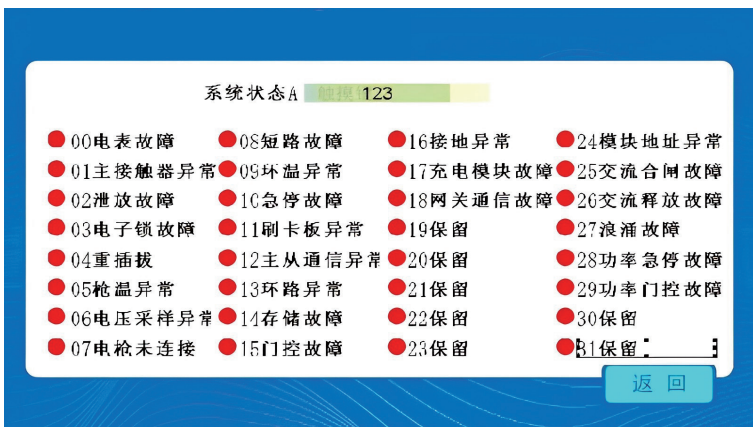 系统状态A 触摸 123
00电表故障 08短路故障 16接地异常 24模块地址异常
01主接触器异常 09环温异常 17充电模块故障 25交流合闸故障
02泄放故障 10急停故障 18网关通信故障 26交流释放故障
03电子锁故障 11刷卡板异常 19保留 27浪涌故障
04重插拔 12主从通信异常 20保留 28功率急停故障
05枪温异常 13环路异常 21保留 29功率门控故障
06电压采样异常 14存储故障 22保留 30保留
07电枪未连接 15门控故障 23保留 31保留
返回